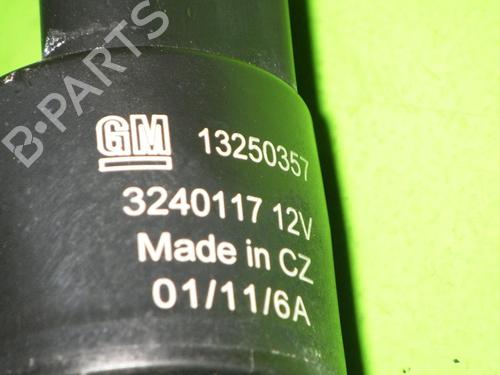 B-PARTS
GM 13250357
3240117 12V
Made in CZ
01/11/6A